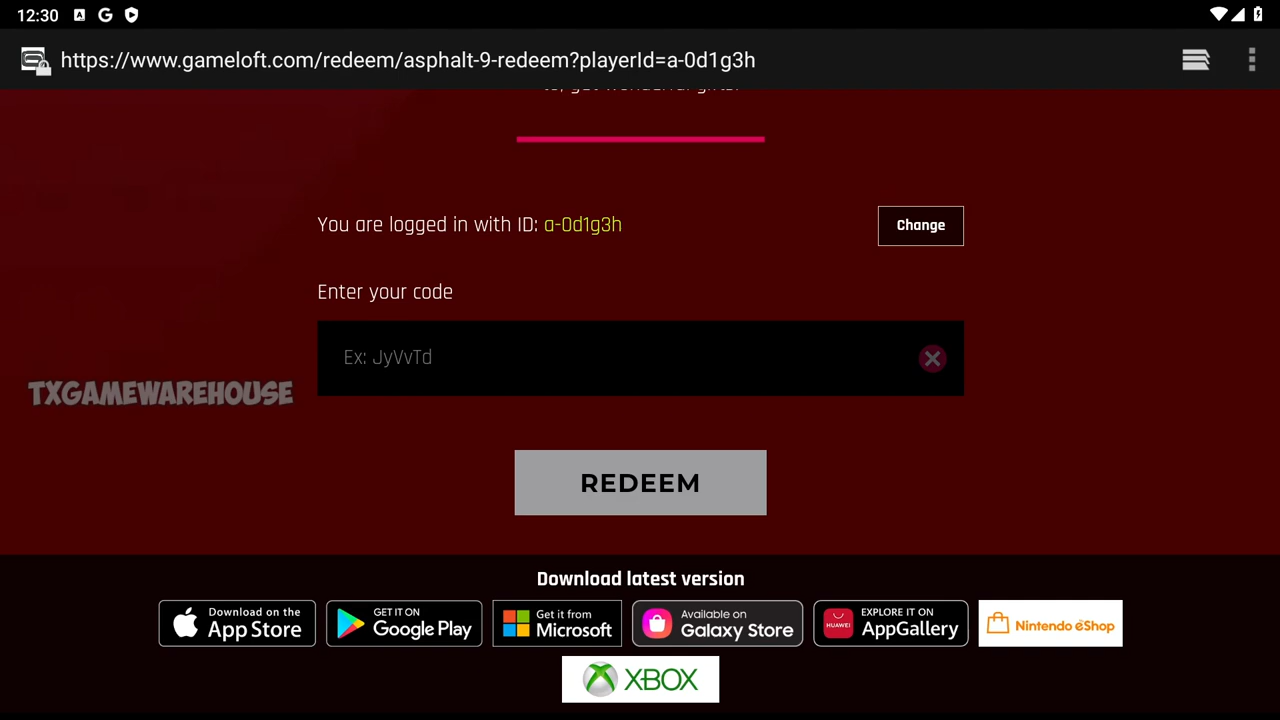 12:30
https://www.gameloft.com/redeem/asphalt-9-redeem?playerId=a-0d1g3h
You are logged in with ID: a-0d1g3h
Change
Enter your code
Ex: JyVvTd
TXGAMEWAREHOUSE
REDEEM
Download latest version
Download on the
App Store
GET IT ON
Google Play
Get it from
Microsoft
Available on
Galaxy Store
HUAWEI
EXPLORE IT ON
AppGallery
Nintendo eShop
XBOX